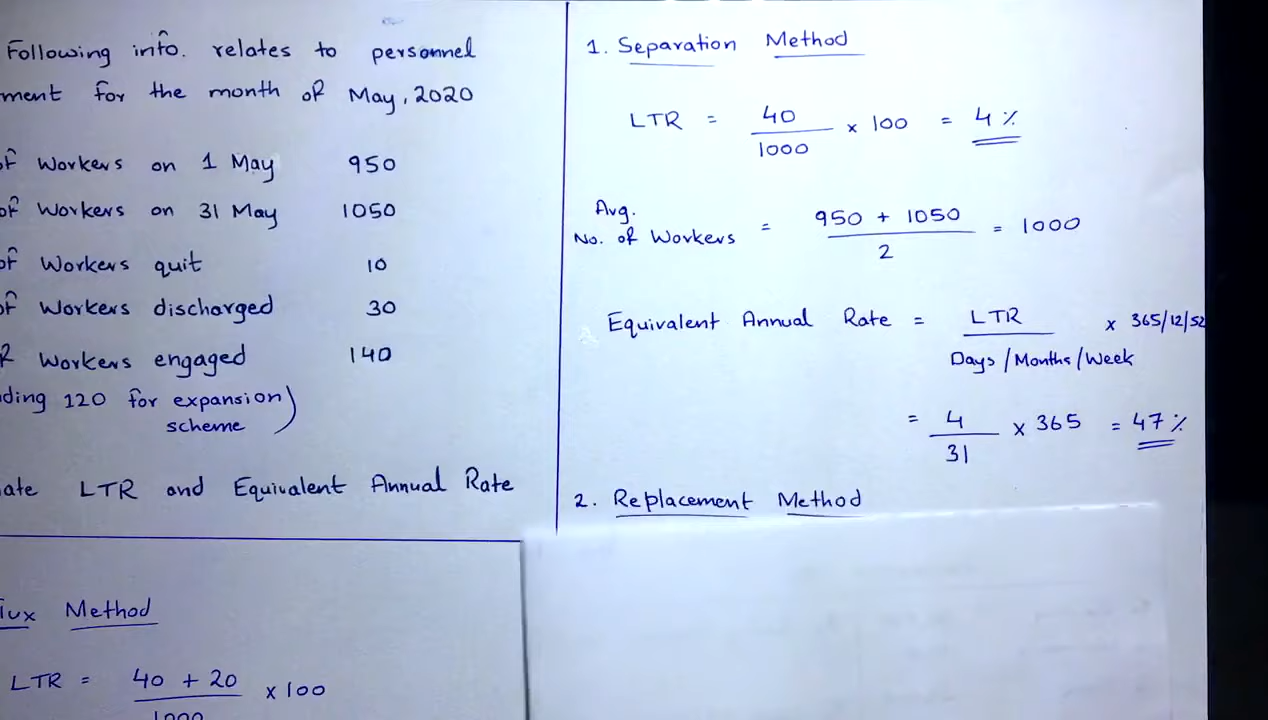 Following info. relates to personnel
ment for the month of May, 2020
of Workers on 1 May 950
of Workers on 31 May 1050
of Workers quit 10
of Workers discharged 30
Workers engaged 140
ding 120 for expansion
scheme)
ate LTR and Equivalent Annual Rate
lux Method
LTR = 40 + 20 / 1000 x 100
1. Separation Method
LTR = 40 / 1000 x 100 = 4 %
Avg.
No. of Workers = 950 + 1050 / 2 = 1000
Equivalent Annual Rate = LTR / Days / Months / Week x 365/12/52
= 4 / 31 x 365 = 47 %
2. Replacement Method